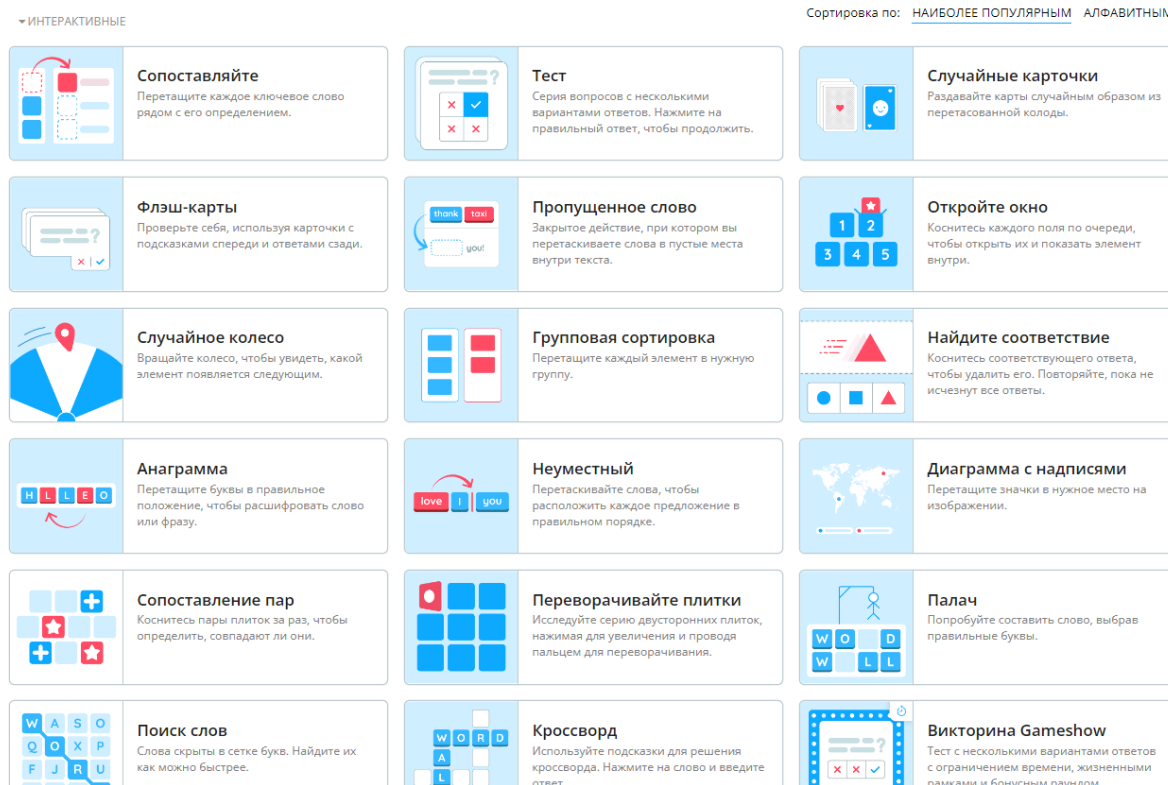 Сортировка по: НАИБОЛЕЕ ПОПУЛЯРНЫМ АЛФАВИТНЫМ
ИНТЕРАКТИВНЫЕ
Сопоставляйте
Перетащите каждое ключевое слово
рядом с его определением.
?
Тест
Серия вопросов с несколькими
вариантами ответов. Нажмите на
правильный ответ, чтобы продолжить.
Случайные карточки
Раздавайте карты случайным образом из
перетасованной колоды.
?
Флэш-карты
Проверьте себя, используя карточки с
подсказками спереди и ответами сзади.
thank taxi
you!
Пропущенное слово
Закрытое действие, при котором вы
перетаскиваете слова в пустые места
внутри текста.
1 2
3 4 5
Откройте окно
Коснитесь каждого поля по очереди,
чтобы открыть их и показать элемент
внутри.
Случайное колесо
Вращайте колесо, чтобы увидеть, какой
элемент появляется следующим.
Групповая сортировка
Перетащите каждый элемент в нужную
группу.
Найдите соответствие
Коснитесь соответствующего ответа,
чтобы удалить его. Повторяйте, пока не
исчезнут все ответы.
H L L E O
Анаграмма
Перетащите буквы в правильное
положение, чтобы расшифровать слово
или фразу.
love I you
Неуместный
Перетаскивайте слова, чтобы
расположить каждое предложение в
правильном порядке.
Диаграмма с надписями
Перетащите значки в нужное место на
изображении.
Сопоставление пар
Коснитесь пары плиток за раз, чтобы
определить, совпадают ли они.
Переворачивайте плитки
Исследуйте серию двусторонних плиток,
нажимая для увеличения и проводя
пальцем для переворачивания.
W O D
W L L
Палач
Попробуйте составить слово, выбрав
правильные буквы.
W A S O
Q O X P
F J R U
Поиск слов
Слова скрыты в сетке букв. Найдите их
как можно быстрее.
W O R D
A
L
Кроссворд
Используйте подсказки для решения
кроссворда. Нажмите на слово и введите
ответ.
?
Викторина Gameshow
Тест с несколькими вариантами ответов
с ограничением времени, жизненными
рамками и бонусным раундом.